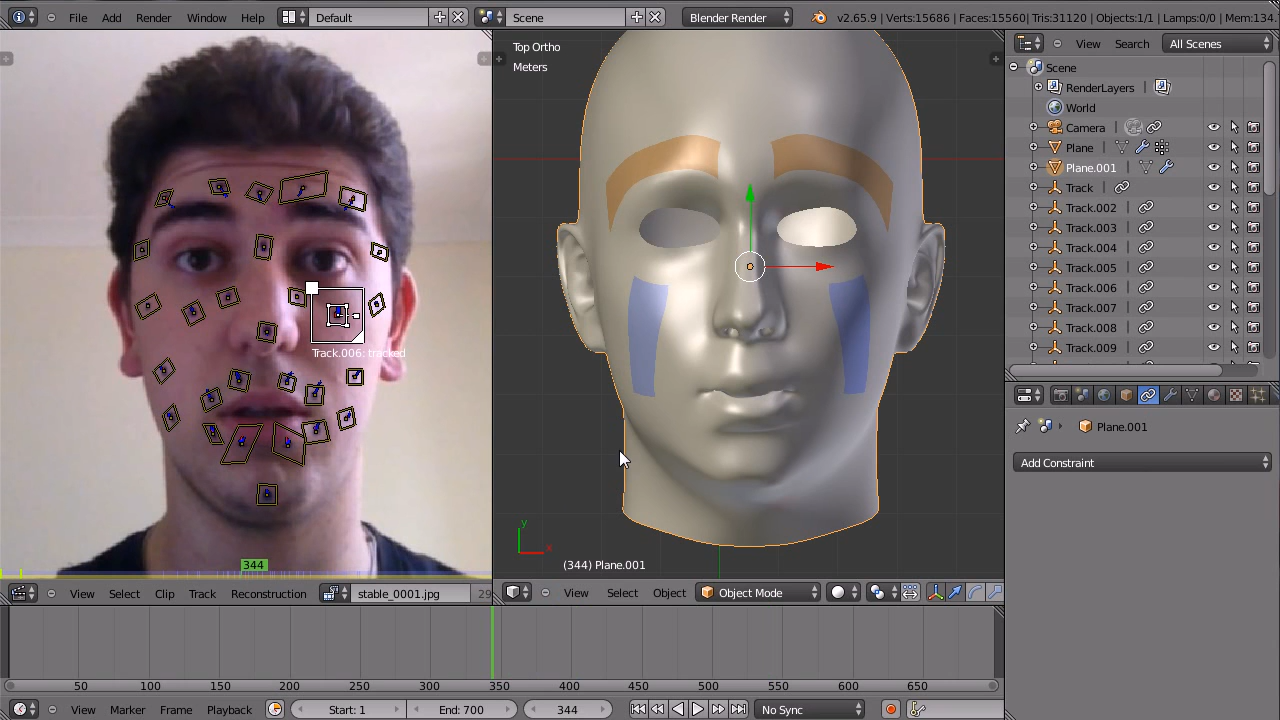 File Add Render Window Help Default Scene Blender Render v2.65.9 | Verts:15686 | Faces:15560| Tris:31120 | Objects:1/1 | Lamps:0/0 | Mem:134
Top Ortho
Meters
View Search All Scenes
Scene
RenderLayers
World
Camera
Plane
Plane.001
Track
Track.002
Track.003
Track.004
Track.005
Track.006
Track.007
Track.008
Track.009
Track.006: tracked
Plane.001
Add Constraint
y
x
344
(344) Plane.001
View Select Clip Track Reconstruction stable_0001.jpg 29
View Select Object Object Mode
50 100 150 200 250 300 350 400 450 500 550 600 650
View Marker Frame Playback Start: 1 End: 700 344 No Sync